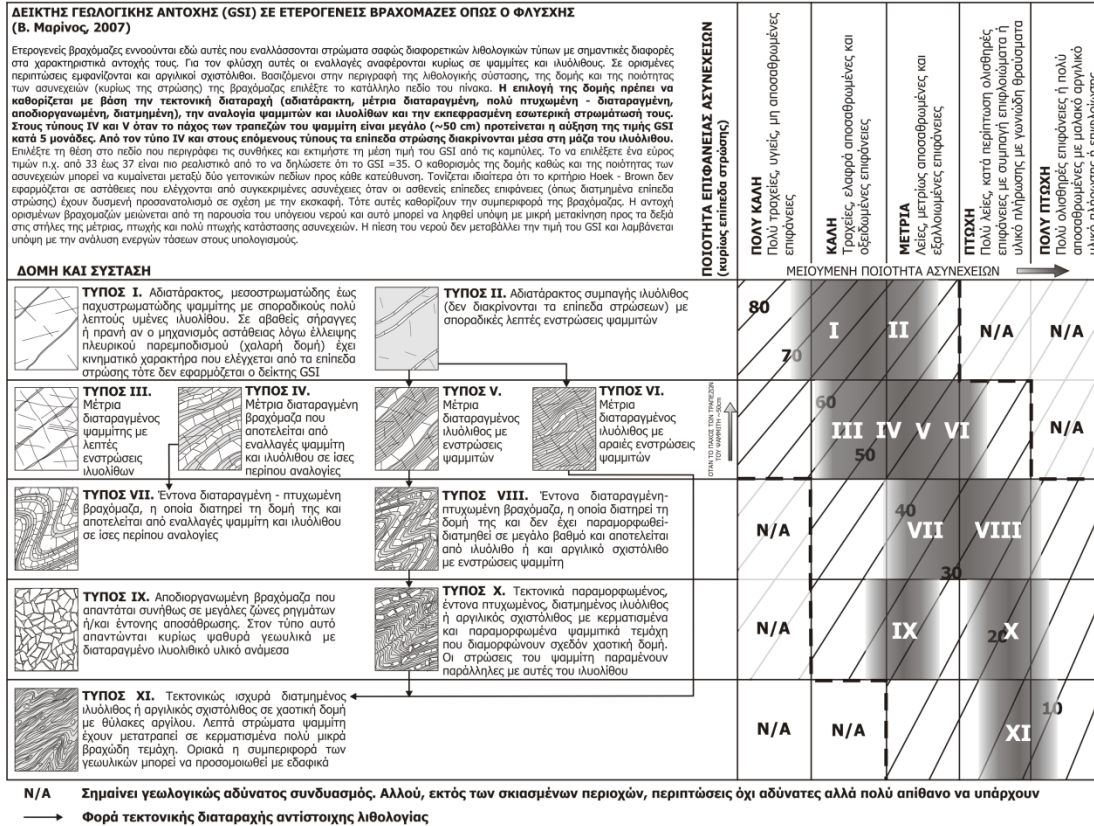 ΔΕΙΚΤΗΣ ΓΕΩΛΟΓΙΚΗΣ ΑΝΤΟΧΗΣ (GSI) ΣΕ ΕΤΕΡΟΓΕΝΕΙΣ ΒΡΑΧΟΜΑΖΕΣ ΟΠΩΣ Ο ΦΛΥΣΧΗΣ
(Β. Μαρίνος, 2007)
Ετερογενείς βραχόμαζες εννοούνται εδώ αυτές που εναλλάσσονται στρώματα σαφώς διαφορετικών λιθολογικών τύπων με σημαντικές διαφορές
στα χαρακτηριστικά αντοχής τους. Για τον φλύσχη αυτές οι εναλλαγές αναφέρονται κυρίως σε ψαμμίτες και ιλυόλιθους. Σε ορισμένες
περιπτώσεις εμφανίζονται και αργιλικοί σχιστόλιθοι. Βασιζόμενοι στην περιγραφή της λιθολογικής σύστασης, της δομής και της ποιότητας
των ασυνεχειών (κυρίως της στρώσης) της βραχόμαζας επιλέξτε το κατάλληλο πεδίο του πίνακα. Η επιλογή της δομής πρέπει να
καθορίζεται με βάση την τεκτονική διαταραχή (αδιατάρακτη, μέτρια διαταραγμένη, πολύ πτυχωμένη - διαταραγμένη,
αποδιοργανωμένη, διατμημένη), την αναλογία ψαμμιτών και ιλυολίθων και την εκπεφρασμένη εσωτερική στρωμάτωσή τους.
Στους τύπους IV και V όταν το πάχος των τραπεζών του ψαμμίτη είναι μεγάλο (~50 cm) προτείνεται η αύξηση της τιμής GSI
κατά 5 μονάδες. Από τον τύπο IV και στους επόμενους τύπους τα επίπεδα στρώσης διακρίνονται μέσα στη μάζα του ιλυόλιθου.
Επιλέξτε τη θέση στο πεδίο που περιγράφει τις συνθήκες και εκτιμήστε τη μέση τιμή του GSI από τις καμπύλες. Το να επιλέξετε ένα εύρος
τιμών π.χ. από 33 έως 37 είναι πιο ρεαλιστικό από το να δηλώσετε ότι το GSI =35. Ο καθορισμός της δομής καθώς και της ποιότητας των
ασυνεχειών μπορεί να κυμαίνεται μεταξύ δύο γειτονικών πεδίων προς κάθε κατεύθυνση. Τονίζεται ιδιαίτερα ότι το κριτήριο Hoek - Brown δεν
εφαρμόζεται σε αστάθειες που ελέγχονται από συγκεκριμένες ασυνέχειες όταν οι ασθενείς επίπεδες επιφάνειες (όπως διατμημένα επίπεδα
στρώσης) έχουν δυσμενή προσανατολισμό σε σχέση με την εκσκαφή. Τότε αυτές καθορίζουν την συμπεριφορά της βραχόμαζας. Η αντοχή
ορισμένων βραχομαζών μειώνεται από τη παρουσία του υπόγειου νερού και αυτό μπορεί να ληφθεί υπόψη με μικρή μετακίνηση προς τα δεξιά
στις στήλες της μέτριας, πτωχής και πολύ πτωχής κατάστασης ασυνεχειών. Η πίεση του νερού δεν μεταβάλλει την τιμή του GSI και λαμβάνεται
υπόψη με την ανάλυση ενεργών τάσεων στους υπολογισμούς.
ΔΟΜΗ ΚΑΙ ΣΥΣΤΑΣΗ
ΠΟΙΟΤΗΤΑ ΕΠΙΦΑΝΕΙΑΣ ΑΣΥΝΕΧΕΙΩΝ
(κυρίως επίπεδα στρώσης)
ΠΟΛΥ ΚΑΛΗ
Πολύ τραχείες, υγιείς, μη αποσαθρωμένες
επιφάνειες
ΚΑΛΗ
Τραχείες, ελαφρά αποσαθρωμένες και
οξειδωμένες επιφάνειες
ΜΕΤΡΙΑ
Λείες, μετρίως αποσαθρωμένες και
εξαλλοιωμένες επιφάνειες
ΠΤΩΧΗ
Πολύ λείες, κατά περίπτωση ολισθηρές
επιφάνειες με συμπαγή επιφλοιώματα ή
υλικό πλήρωσης με γωνιώδη θραύσματα
ΠΟΛΥ ΠΤΩΧΗ
Πολύ ολισθηρές επιφάνειες ή πολύ
αποσαθρωμένες με μαλακό αργιλικό
ΜΕΙΟΥΜΕΝΗ ΠΟΙΟΤΗΤΑ ΑΣΥΝΕΧΕΙΩΝ
ΤΥΠΟΣ I. Αδιατάρακτος, μεσοστρωματώδης έως
παχυστρωματώδης ψαμμίτης με σποραδικούς πολύ
λεπτούς υμένες ιλυολίθου. Σε αβαθείς σήραγγες
ή πρανή αν ο μηχανισμός αστάθειας λόγω έλλειψης
πλευρικού παρεμποδισμού (χαλαρή δομή) έχει
κινηματικό χαρακτήρα που ελέγχεται από τα επίπεδα
στρώσης τότε δεν εφαρμόζεται ο δείκτης GSI
ΤΥΠΟΣ II. Αδιατάρακτος συμπαγής ιλυόλιθος
(δεν διακρίνονται τα επίπεδα στρώσεων) με
σποραδικές λεπτές ενστρώσεις ψαμμιτών
80
70
I
II
N/A
N/A
ΤΥΠΟΣ III.
Μέτρια
διαταραγμένος
ψαμμίτης με
λεπτές
ενστρώσεις
ιλυολίθων
ΤΥΠΟΣ IV.
Μέτρια διαταραγμένη
βραχόμαζα που
αποτελείται από
εναλλαγές ψαμμίτη
και ιλυόλιθου σε ίσες
περίπου αναλογίες
ΤΥΠΟΣ V.
Μέτρια
διαταραγμένος
ιλυόλιθος με
ενστρώσεις
ψαμμιτών
ΤΥΠΟΣ VI.
Μέτρια
διαταραγμένος
ιλυόλιθος με
αραιές ενστρώσεις
ψαμμιτών
ΟΤΑΝ ΤΟ ΠΑΧΟΣ ΤΩΝ ΤΡΑΠΕΖΩΝ
ΤΟΥ ΨΑΜΜΙΤΗ ~50cm
60
III IV V VI
50
N/A
ΤΥΠΟΣ VII. Έντονα διαταραγμένη - πτυχωμένη
βραχόμαζα, η οποία διατηρεί τη δομή της και
αποτελείται από εναλλαγές ψαμμίτη και ιλυόλιθου
σε ίσες περίπου αναλογίες
ΤΥΠΟΣ VIII. Έντονα διαταραγμένη-
πτυχωμένη βραχόμαζα, η οποία διατηρεί τη
δομή της και δεν έχει παραμορφωθεί-
διατμηθεί σε μεγάλο βαθμό και αποτελείται
από ιλυόλιθο ή και αργιλικό σχιστόλιθο
με ενστρώσεις ψαμμίτη
N/A
40
VII
VIII
30
ΤΥΠΟΣ IX. Αποδιοργανωμένη βραχόμαζα που
απαντάται συνήθως σε μεγάλες ζώνες ρηγμάτων
ή/και έντονης αποσάθρωσης. Στον τύπο αυτό
απαντώνται κυρίως ψαθυρά γεωυλικά με
διαταραγμένο ιλυολιθικό υλικό ανάμεσα
ΤΥΠΟΣ X. Τεκτονικά παραμορφωμένος,
έντονα πτυχωμένος, διατμημένος ιλυόλιθος
ή αργιλικός σχιστόλιθος με κερματισμένα
και παραμορφωμένα ψαμμιτικά τεμάχη
που διαμορφώνουν σχεδόν χαοτική δομή.
Οι στρώσεις του ψαμμίτη παραμένουν
παράλληλες με αυτές του ιλυολίθου
N/A
IX
20
X
ΤΥΠΟΣ XI. Τεκτονικώς ισχυρά διατμημένος
ιλυόλιθος ή αργιλικός σχιστόλιθος σε χαοτική δομή
με θύλακες αργίλου. Λεπτά στρώματα ψαμμίτη
έχουν μετατραπεί σε κερματισμένα πολύ μικρά
βραχώδη τεμάχη. Οριακά η συμπεριφορά των
γεωυλικών μπορεί να προσομοιωθεί με εδαφικά
N/A
N/A
10
XI
N/A Σημαίνει γεωλογικώς αδύνατος συνδυασμός. Αλλού, εκτός των σκιασμένων περιοχών, περιπτώσεις όχι αδύνατες αλλά πολύ απίθανο να υπάρχουν
Φορά τεκτονικής διαταραχής αντίστοιχης λιθολογίας